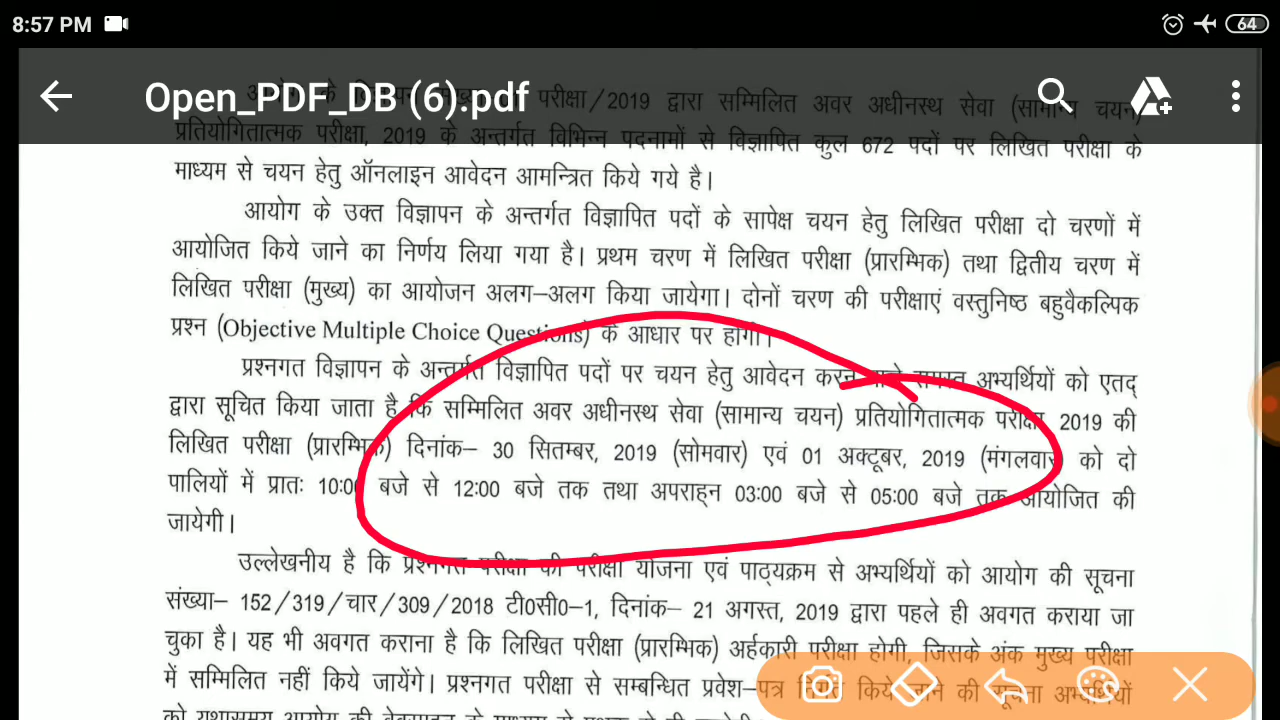 8:57 PM
64
Open_PDF_DB (6).pdf
परीक्षा/2019 द्वारा सम्मिलित अवर अधीनस्थ सेवा (सामान्य चयन)
प्रतियोगितात्मक परीक्षा, 2019 के अन्तर्गत विभिन्न पदनामों से विज्ञापित कुल 672 पदों पर लिखित परीक्षा के
माध्यम से चयन हेतु ऑनलाइन आवेदन आमन्त्रित किये गये है।
आयोग के उक्त विज्ञापन के अन्तर्गत विज्ञापित पदों के सापेक्ष चयन हेतु लिखित परीक्षा दो चरणों में
आयोजित किये जाने का निर्णय लिया गया है। प्रथम चरण में लिखित परीक्षा (प्रारम्भिक) तथा द्वितीय चरण में
लिखित परीक्षा (मुख्य) का आयोजन अलग–अलग किया जायेगा। दोनों चरण की परीक्षाएं वस्तुनिष्ठ बहुवैकल्पिक
प्रश्न (Objective Multiple Choice Questions) के आधार पर होगी।
प्रश्नगत विज्ञापन के अन्तर्गत विज्ञापित पदों पर चयन हेतु आवेदन करने वाले समस्त अभ्यर्थियों को एतद्
द्वारा सूचित किया जाता है कि सम्मिलित अवर अधीनस्थ सेवा (सामान्य चयन) प्रतियोगितात्मक परीक्षा, 2019 की
लिखित परीक्षा (प्रारम्भिक) दिनांक– 30 सितम्बर, 2019 (सोमवार) एवं 01 अक्टूबर, 2019 (मंगलवार) को दो
पालियों में प्रातः 10:00 बजे से 12:00 बजे तक तथा अपराह्न 03:00 बजे से 05:00 बजे तक आयोजित की
जायेगी।
उल्लेखनीय है कि प्रश्नगत परीक्षा की परीक्षा योजना एवं पाठ्यक्रम से अभ्यर्थियों को आयोग की सूचना
संख्या– 152/319/चार/309/2018 टी0सी0–1, दिनांक– 21 अगस्त, 2019 द्वारा पहले ही अवगत कराया जा
चुका है। यह भी अवगत कराना है कि लिखित परीक्षा (प्रारम्भिक) अर्हकारी परीक्षा होगी, जिसके अंक मुख्य परीक्षा
में सम्मिलित नहीं किये जायेंगे। प्रश्नगत परीक्षा से सम्बन्धित प्रवेश–पत्र निर्गत किये जाने की सूचना अभ्यर्थियों